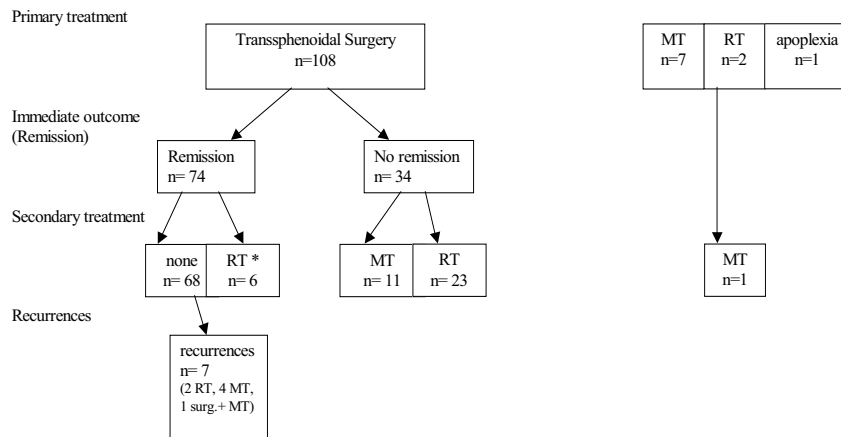 Primary treatment
Transsphenoidal Surgery
n=108
MT
n=7
RT
n=2
apoplexia
n=1
Immediate outcome
(Remission)
Remission
n= 74
No remission
n= 34
Secondary treatment
none
n= 68
RT *
n= 6
MT
n= 11
RT
n= 23
MT
n=1
Recurrences
recurrences
n= 7
(2 RT, 4 MT,
1 surg.+ MT)